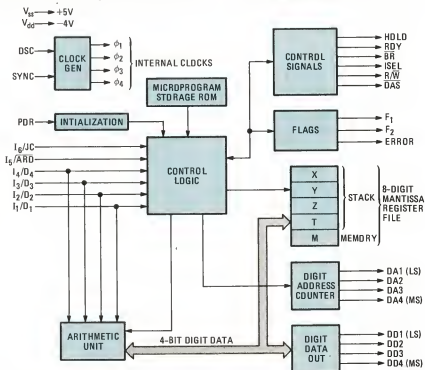 Vss → +5V
Vdd → −4V
OSC
SYNC
CLOCK GEN
ϕ1
ϕ2
ϕ3
ϕ4
INTERNAL CLOCKS
MICROPROGRAM STORAGE ROM
POR
INTIALIZATION
I6/JC
I5/ARD
I4/D4
I3/D3
I2/D2
I1/D1
CONTROL LOGIC
CONTROL SIGNALS
HOLD
RDY
BR
ISEL
R/W
DAS
FLAGS
F1
F2
ERROR
X
Y
Z
T
M
STACK
MEMORY
8-DIGIT MANTISSA REGISTER FILE
DIGIT ADDRESS COUNTER
DA1 (LS)
DA2
DA3
DA4 (MS)
ARITHMETIC UNIT
4-BIT DIGIT DATA
DIGIT DATA OUT
DD1 (LS)
DD2
DD3
DD4 (MS)